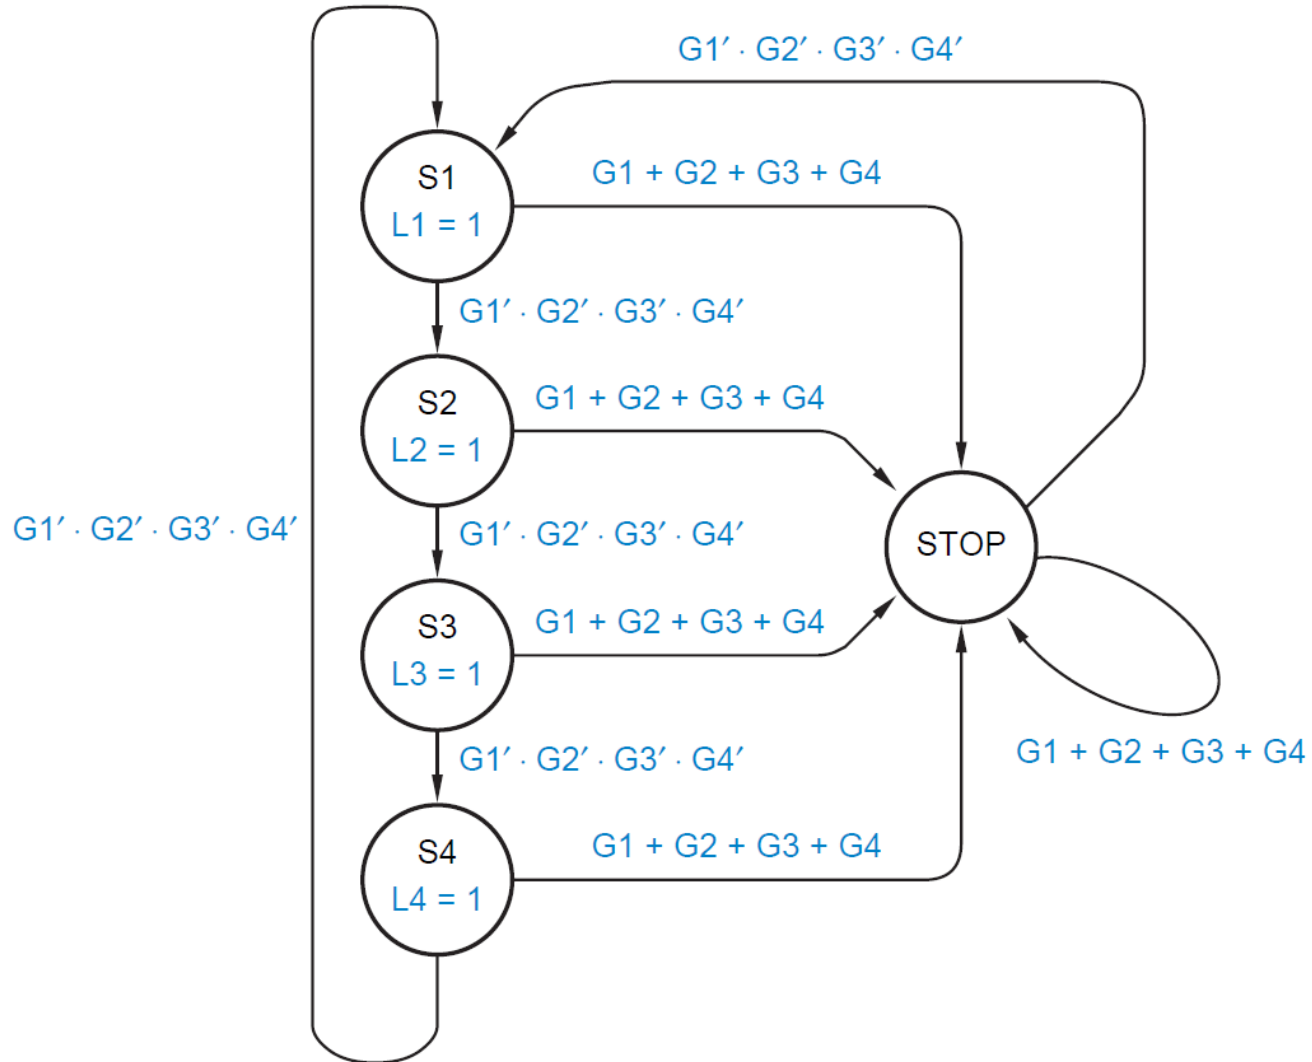 G1′ · G2′ · G3′ · G4′
S1
L1 = 1
G1 + G2 + G3 + G4
G1′ · G2′ · G3′ · G4′
S2
L2 = 1
G1 + G2 + G3 + G4
G1′ · G2′ · G3′ · G4′
G1′ · G2′ · G3′ · G4′
STOP
S3
L3 = 1
G1 + G2 + G3 + G4
G1′ · G2′ · G3′ · G4′
G1 + G2 + G3 + G4
S4
L4 = 1
G1 + G2 + G3 + G4